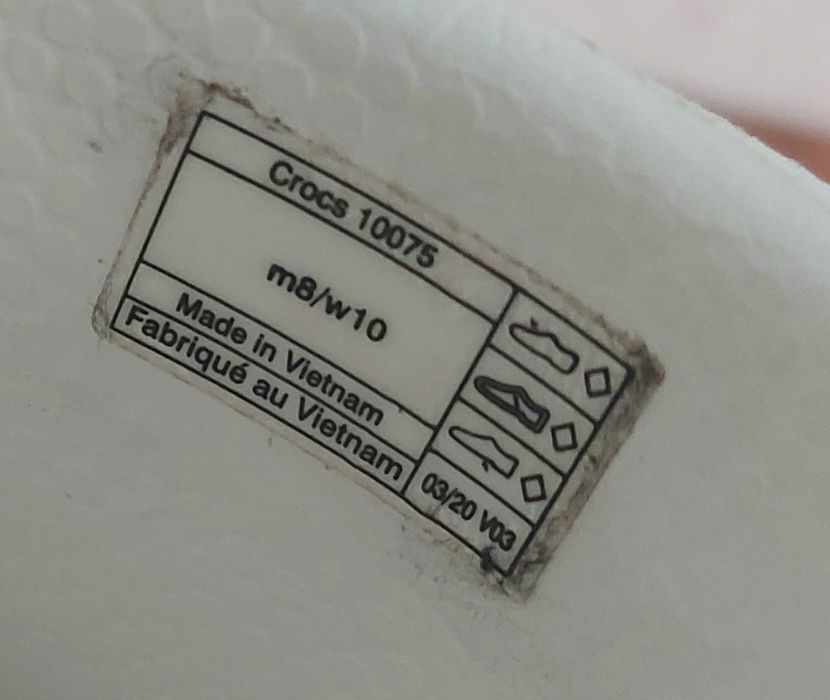 Crocs 10075
m8/w10
Made in Vietnam
Fabriqué au Vietnam
03/20 V03